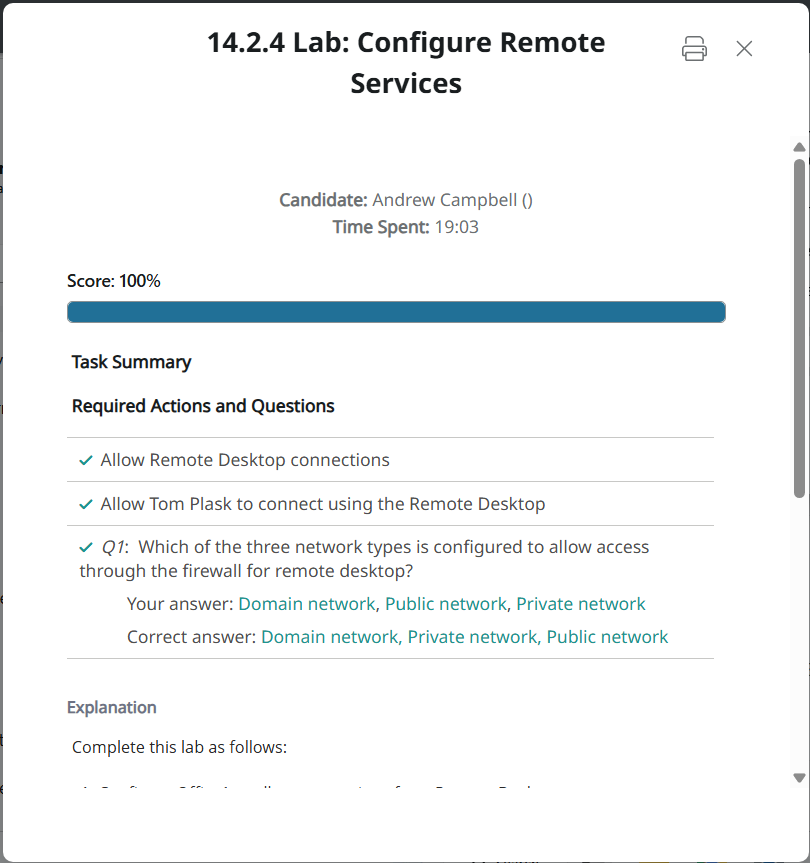 14.2.4 Lab: Configure Remote
Services
Candidate: Andrew Campbell ()
Time Spent: 19:03
Score: 100%
Task Summary
Required Actions and Questions
Allow Remote Desktop connections
Allow Tom Plask to connect using the Remote Desktop
Q1: Which of the three network types is configured to allow access
through the firewall for remote desktop?
Your answer: Domain network, Public network, Private network
Correct answer: Domain network, Private network, Public network
Explanation
Complete this lab as follows: